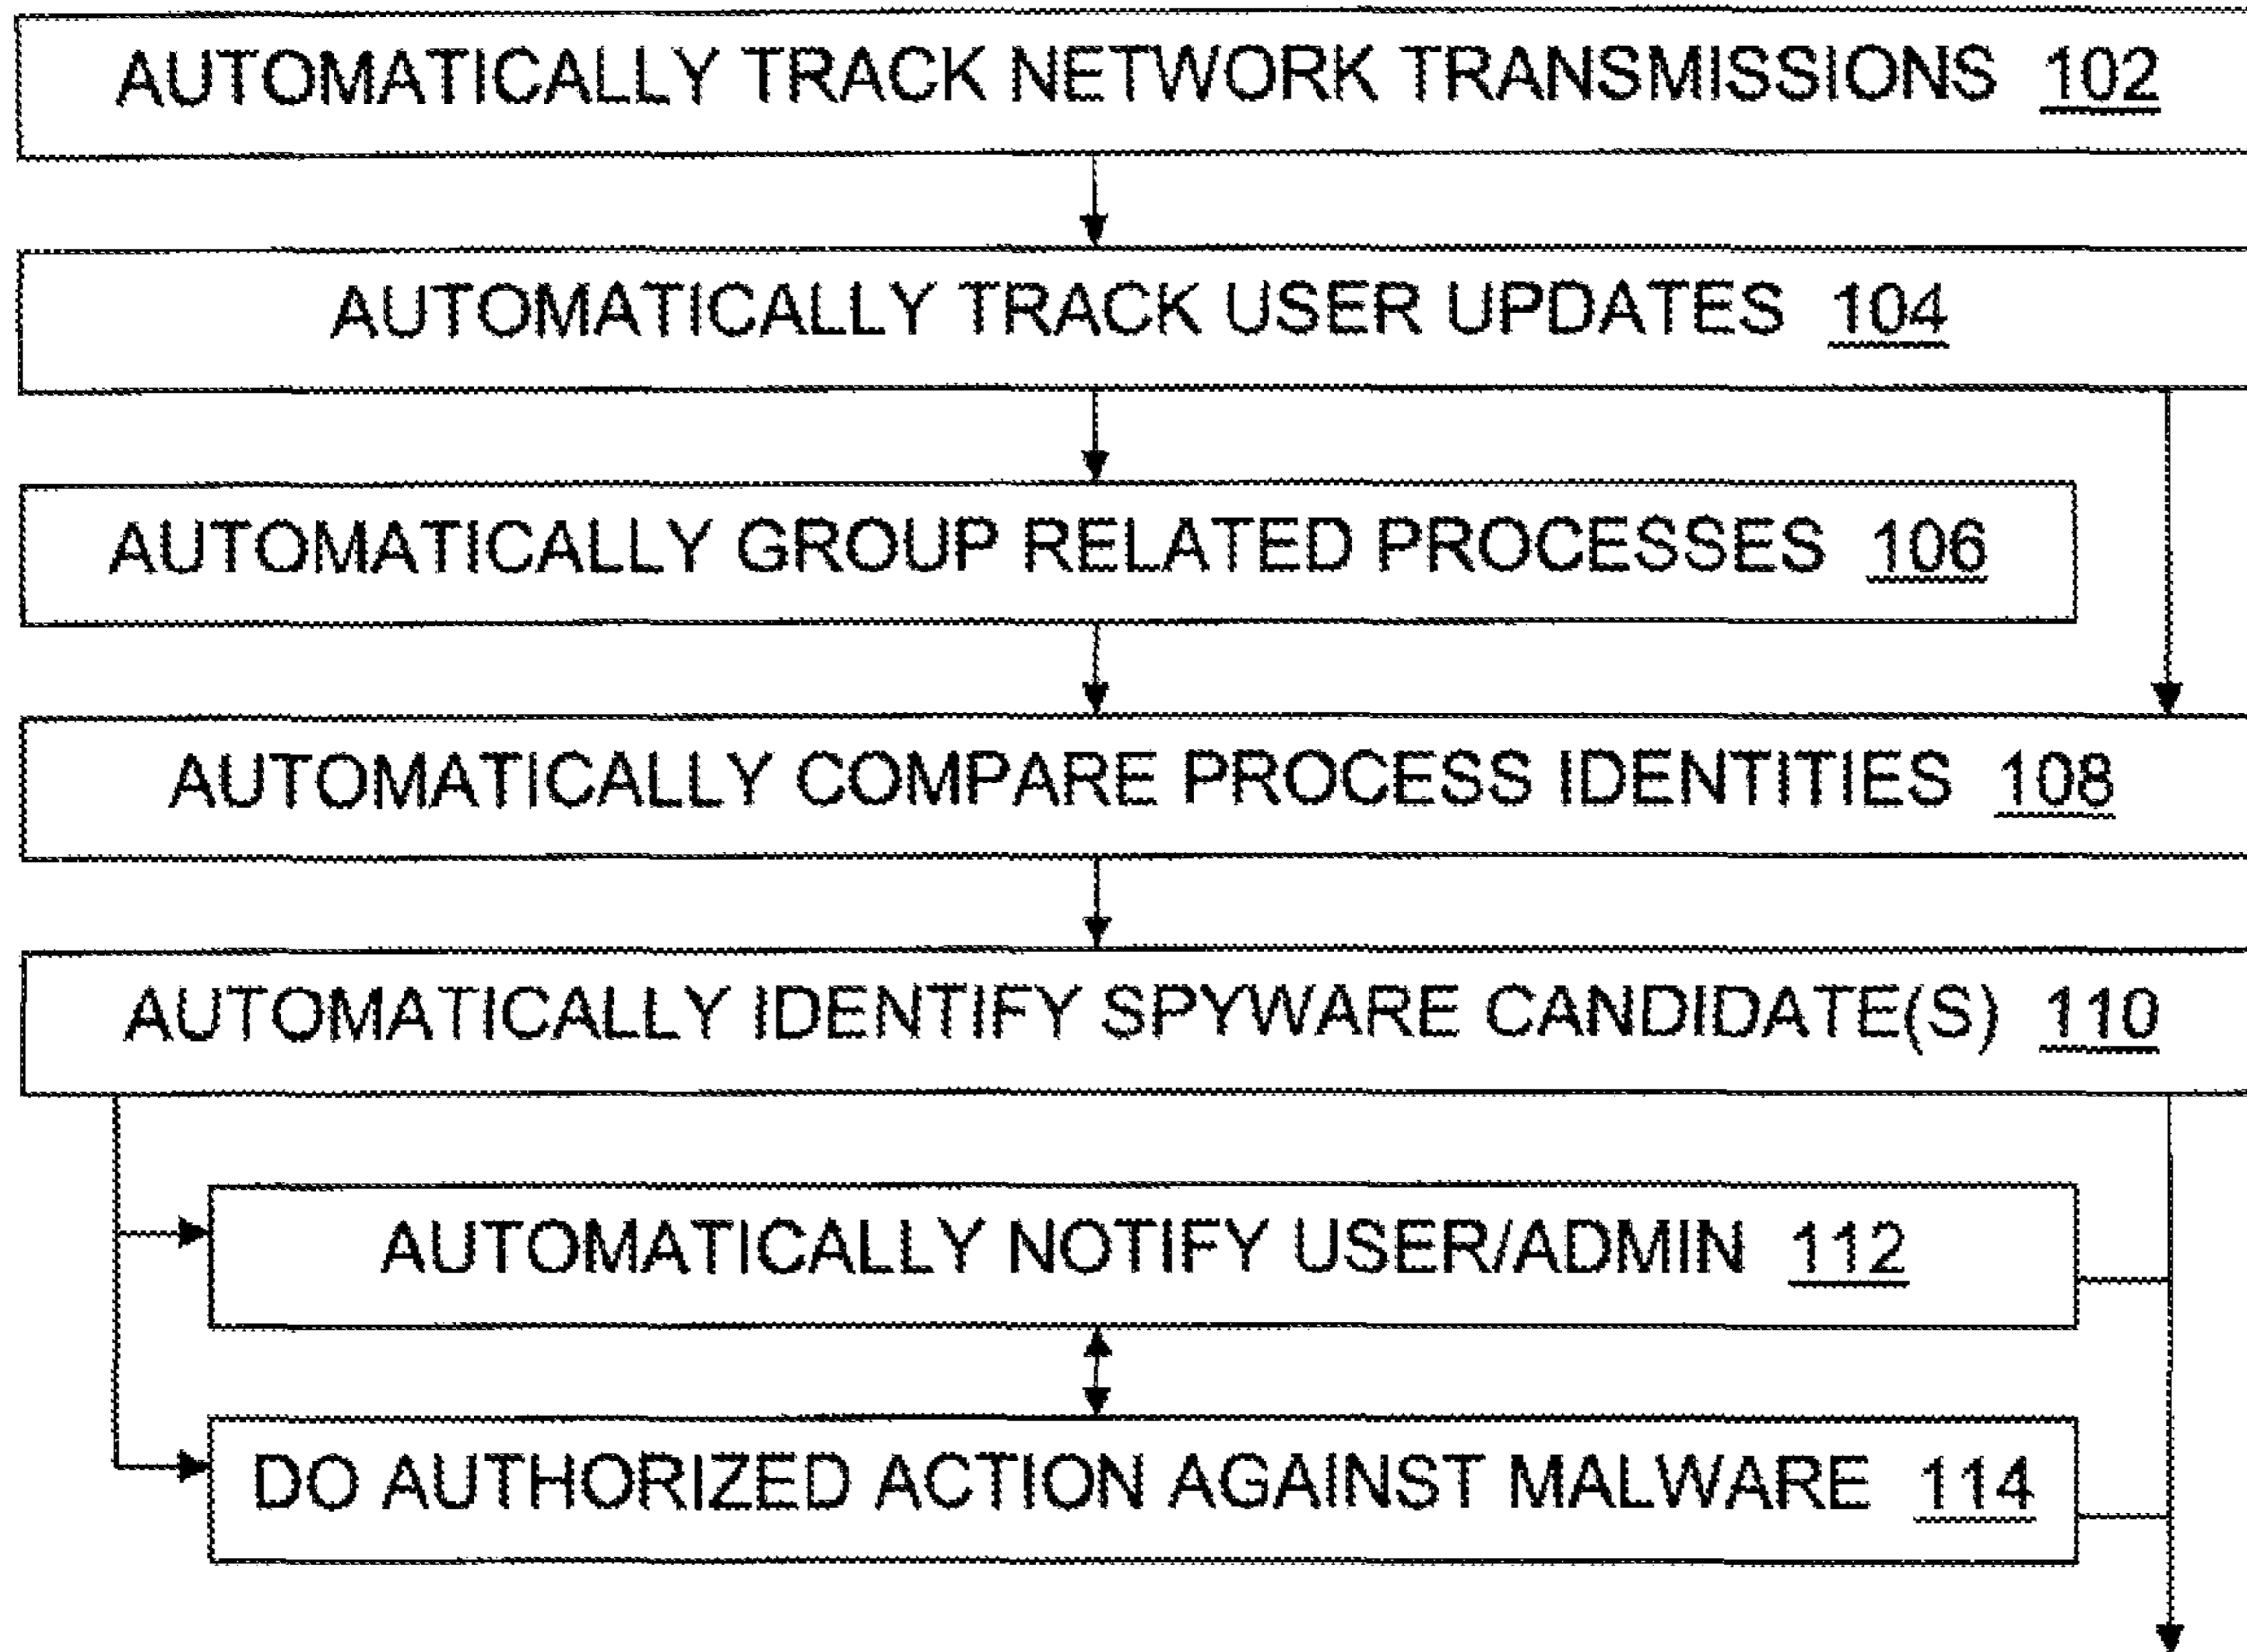 AUTOMATICALLY TRACK NETWORK TRANSMISSIONS 102
AUTOMATICALLY TRACK USER UPDATES 104
AUTOMATICALLY GROUP RELATED PROCESSES 106
AUTOMATICALLY COMPARE PROCESS IDENTITIES 108
AUTOMATICALLY IDENTIFY SPYWARE CANDIDATE(S) 110
AUTOMATICALLY NOTIFY USER/ADMIN 112
DO AUTHORIZED ACTION AGAINST MALWARE 114